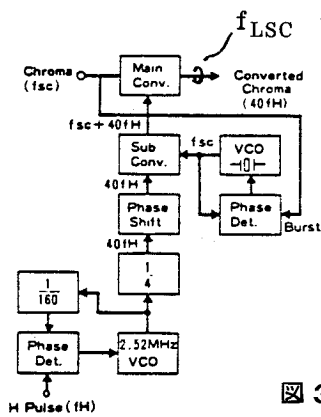 fLSC
Chroma
(fsc)
Main
Conv.
Converted
Chroma
(40fH)
fsc+40fH
fsc
Sub
Conv.
VCO
40fH
Phase
Shift
Phase
Det.
Burst
40fH
1
4
1
160
Phase
Det.
2.52MHz
VCO
H Pulse (fH)
図 3